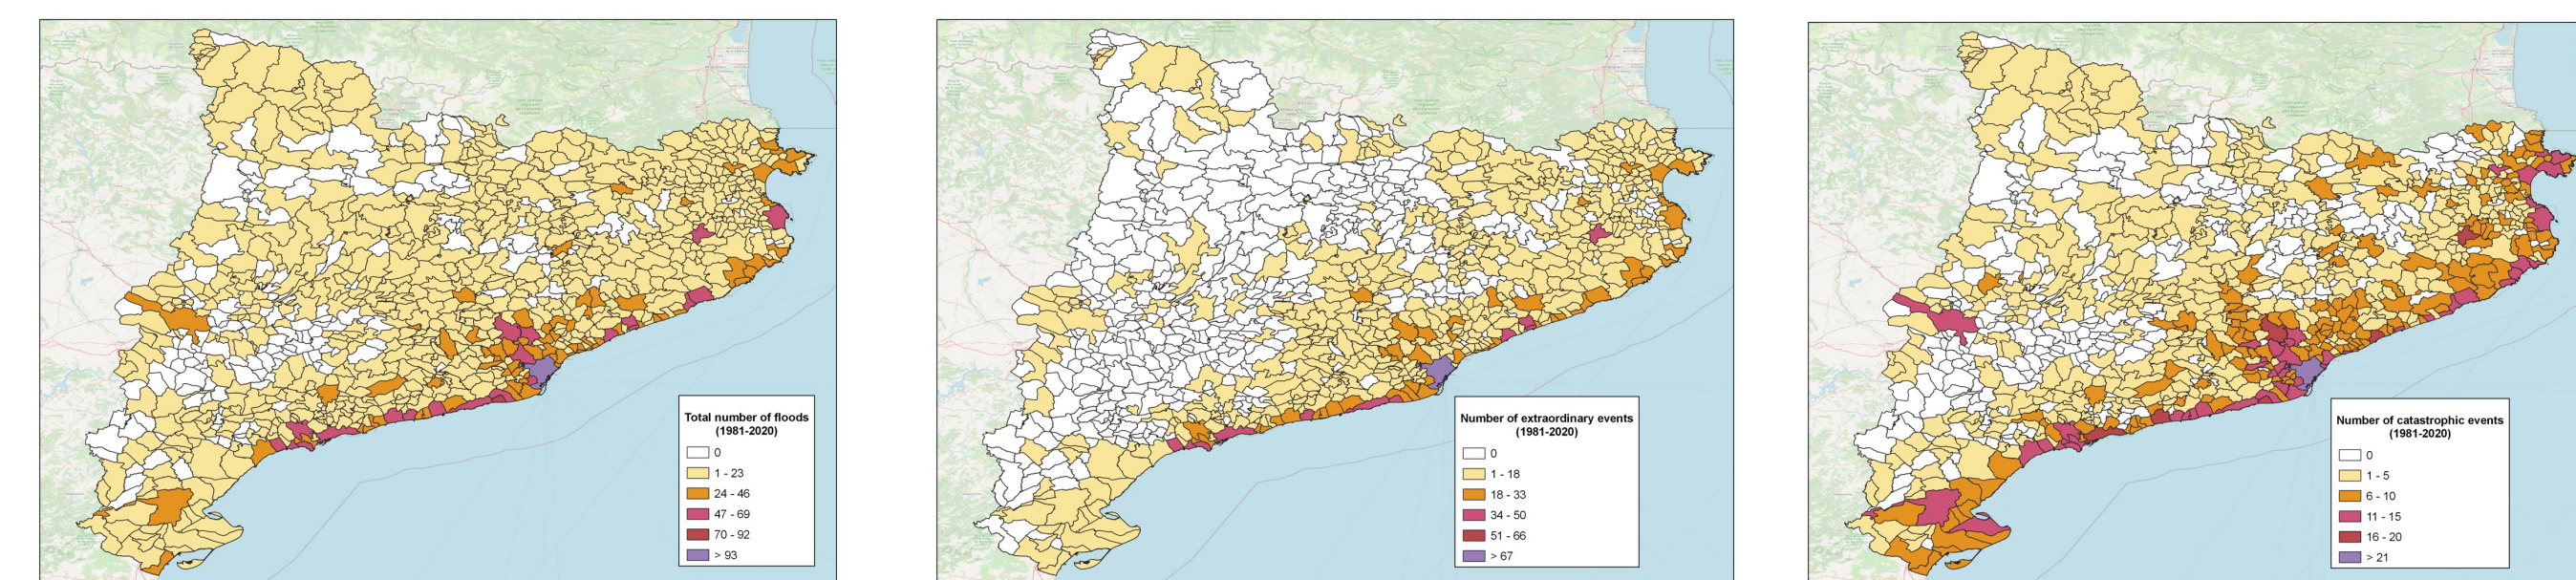 Total number of floods
(1981-2020)
0
1 - 23
24 - 46
47 - 69
70 - 92
> 93
Number of extraordinary events
(1981-2020)
0
1 - 18
18 - 33
34 - 50
51 - 66
> 67
Number of catastrophic events
(1981-2020)
0
1 - 5
6 - 10
11 - 15
16 - 20
> 21